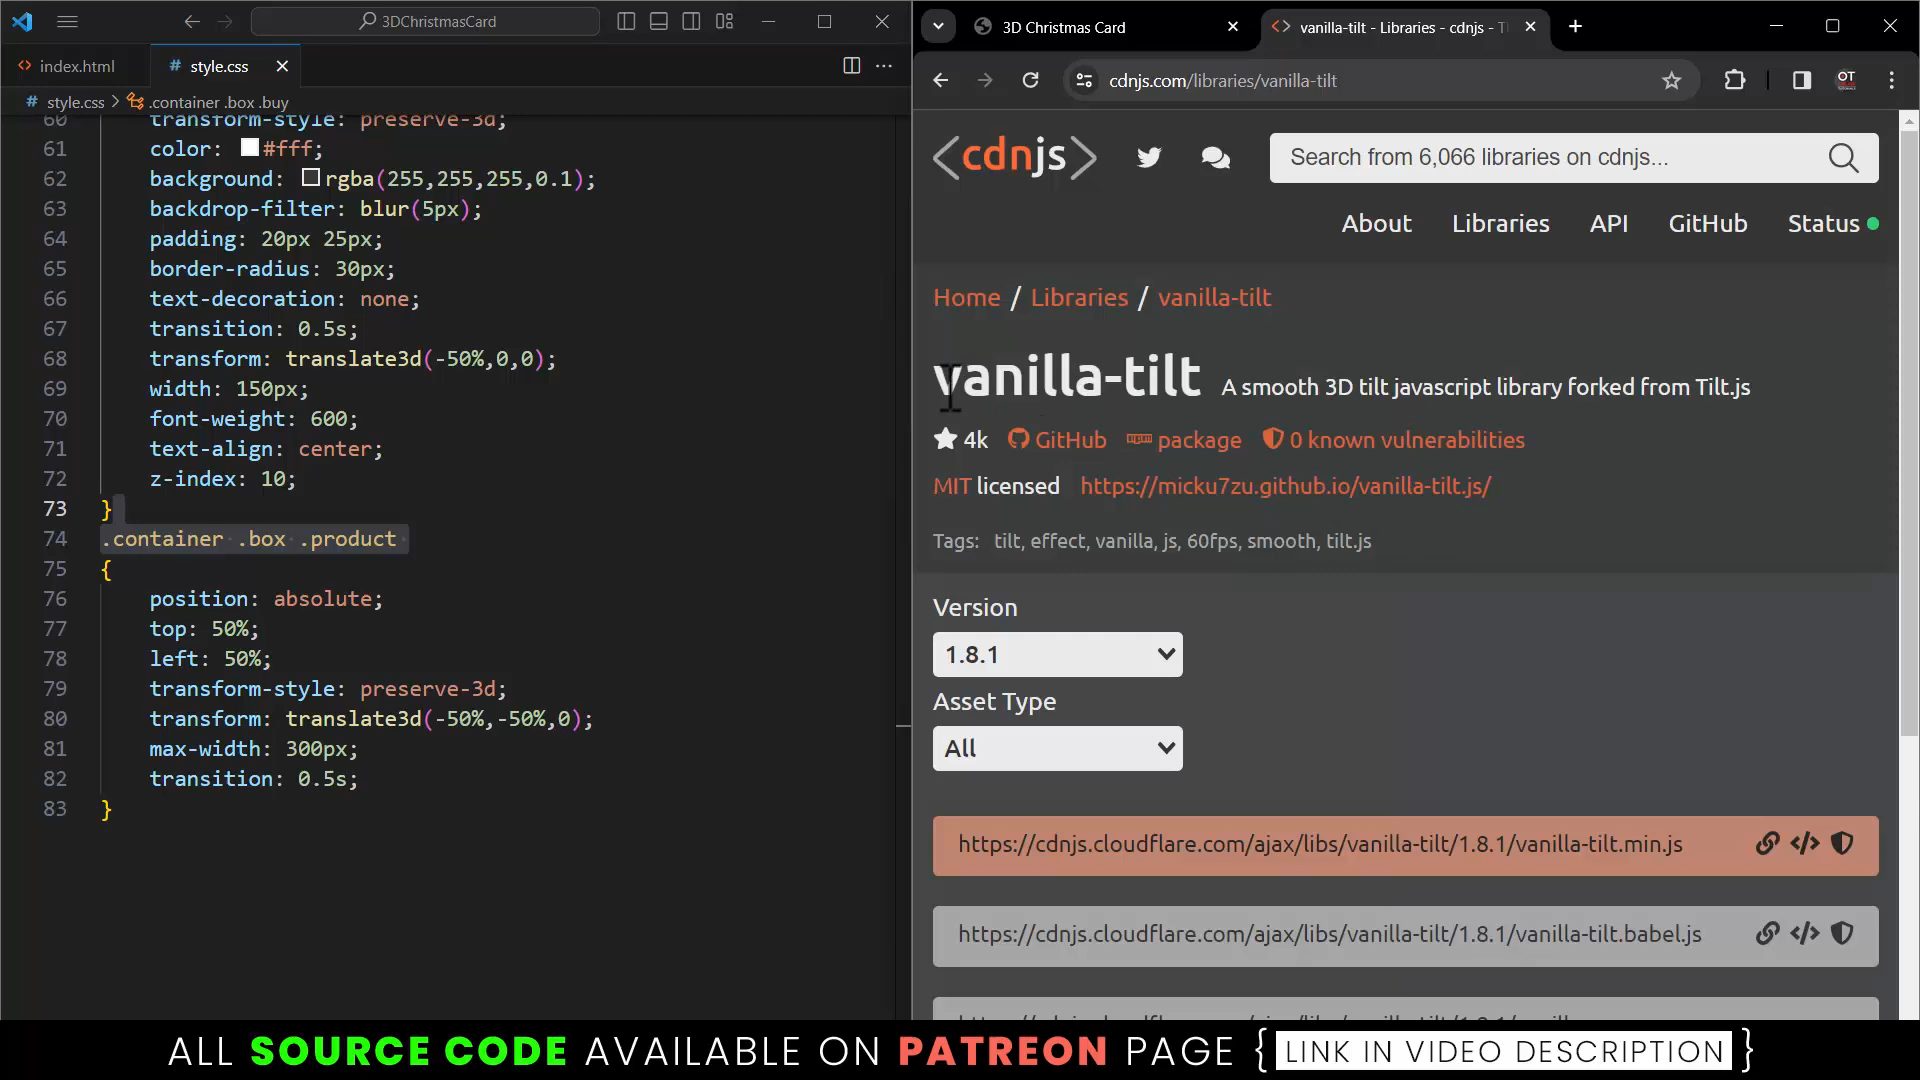 3DChristmasCard
index.html
# style.css
# style.css > .container .box .buy
60 transform-style: preserve-3d;
61 color: #fff;
62 background: rgba(255,255,255,0.1);
63 backdrop-filter: blur(5px);
64 padding: 20px 25px;
65 border-radius: 30px;
66 text-decoration: none;
67 transition: 0.5s;
68 transform: translate3d(-50%,0,0);
69 width: 150px;
70 font-weight: 600;
71 text-align: center;
72 z-index: 10;
73 }
74 .container .box .product
75 {
76 position: absolute;
77 top: 50%;
78 left: 50%;
79 transform-style: preserve-3d;
80 transform: translate3d(-50%,-50%,0);
81 max-width: 300px;
82 transition: 0.5s;
83 }
3D Christmas Card
vanilla-tilt - Libraries - cdnjs - T
cdnjs.com/libraries/vanilla-tilt
OT
<cdnjs>
Search from 6,066 libraries on cdnjs...
About Libraries API GitHub Status
Home / Libraries / vanilla-tilt
vanilla-tilt A smooth 3D tilt javascript library forked from Tilt.js
4k GitHub package 0 known vulnerabilities
MIT licensed https://micku7zu.github.io/vanilla-tilt.js/
Tags: tilt, effect, vanilla, js, 60fps, smooth, tilt.js
Version
1.8.1
Asset Type
All
https://cdnjs.cloudflare.com/ajax/libs/vanilla-tilt/1.8.1/vanilla-tilt.min.js
https://cdnjs.cloudflare.com/ajax/libs/vanilla-tilt/1.8.1/vanilla-tilt.babel.js
ALL SOURCE CODE AVAILABLE ON PATREON PAGE { LINK IN VIDEO DESCRIPTION }